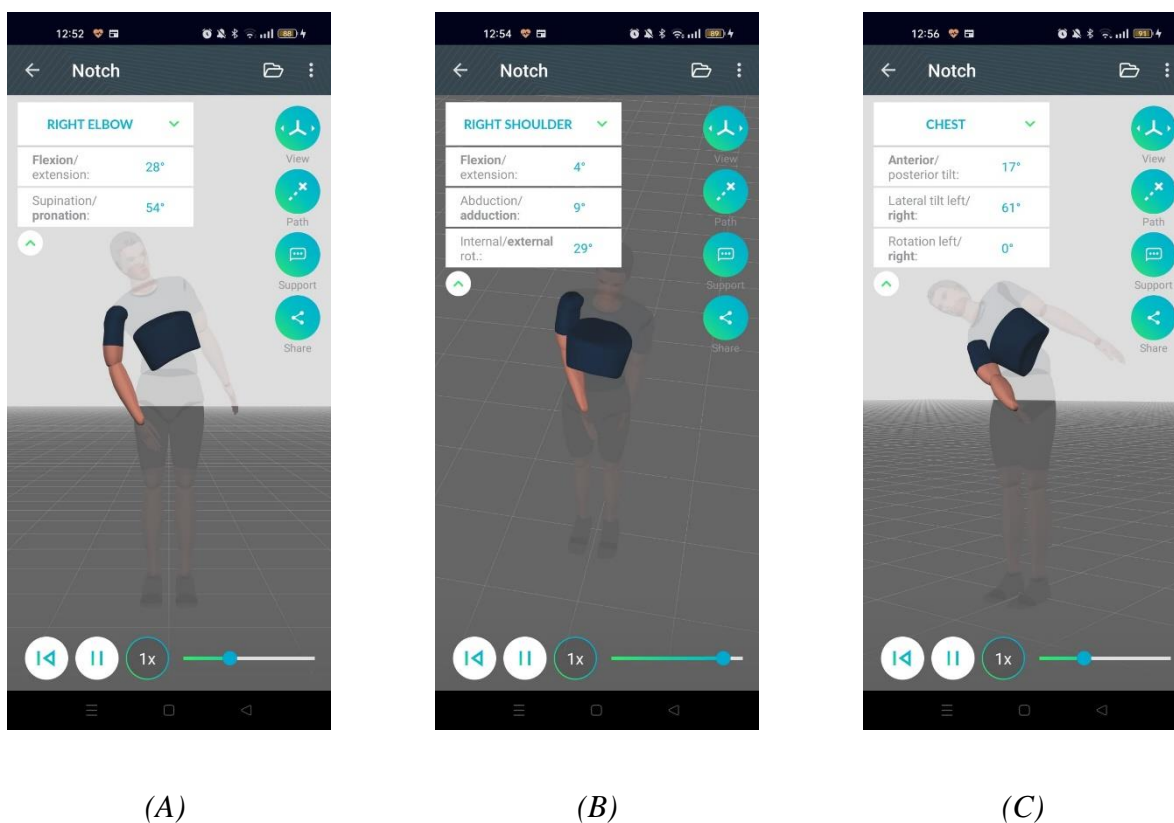 12:52 88
Notch
RIGHT ELBOW
Flexion/
extension: 28°
Supination/
pronation: 54°
View
Path
Support
Share
1x
12:54 89
Notch
RIGHT SHOULDER
Flexion/
extension: 4°
Abduction/
adduction: 9°
Internal/external
rot.: 29°
View
Path
Support
Share
1x
12:56 91
Notch
CHEST
Anterior/
posterior tilt: 17°
Lateral tilt left/
right: 61°
Rotation left/
right: 0°
View
Path
Support
Share
1x
(A) (B) (C)